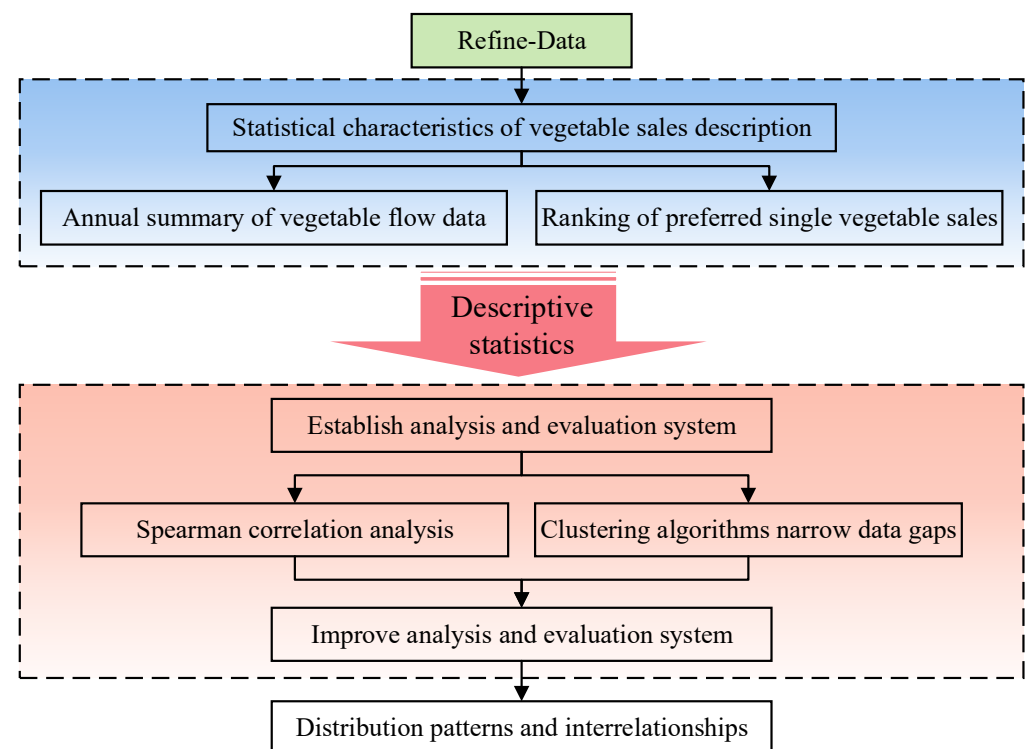 Refine-Data
Statistical characteristics of vegetable sales description
Annual summary of vegetable flow data
Ranking of preferred single vegetable sales
Descriptive
statistics
Establish analysis and evaluation system
Spearman correlation analysis
Clustering algorithms narrow data gaps
Improve analysis and evaluation system
Distribution patterns and interrelationships